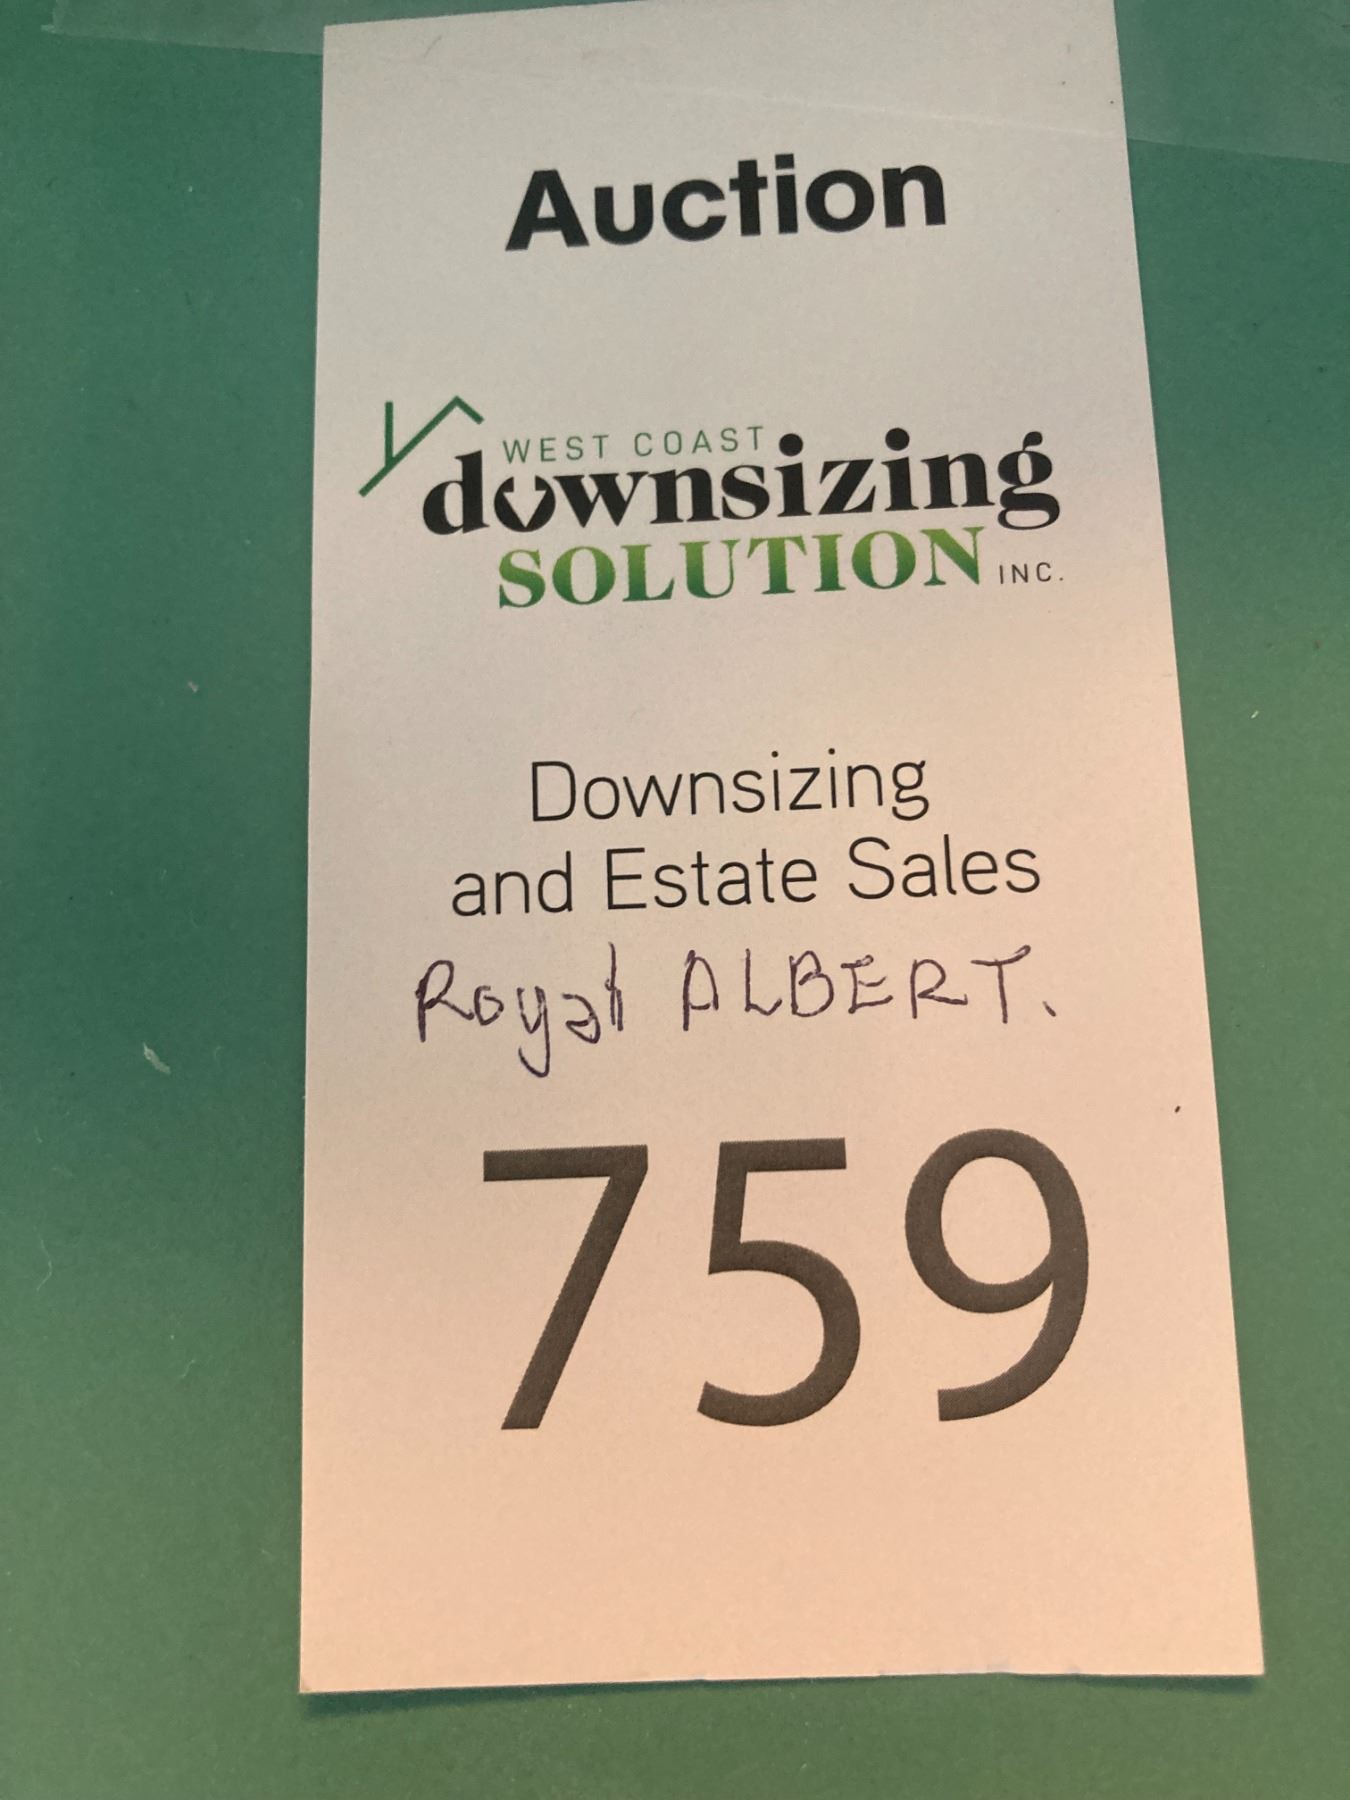 Auction
WEST COAST
downsizing
SOLUTION INC.
Downsizing
and Estate Sales
Royal ALBERT.
759